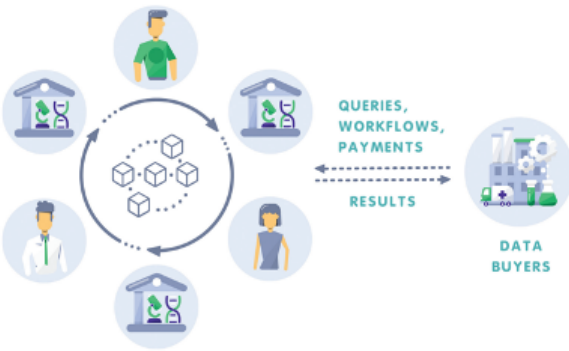 QUERIES,
WORKFLOWS,
PAYMENTS
RESULTS
DATA
BUYERS